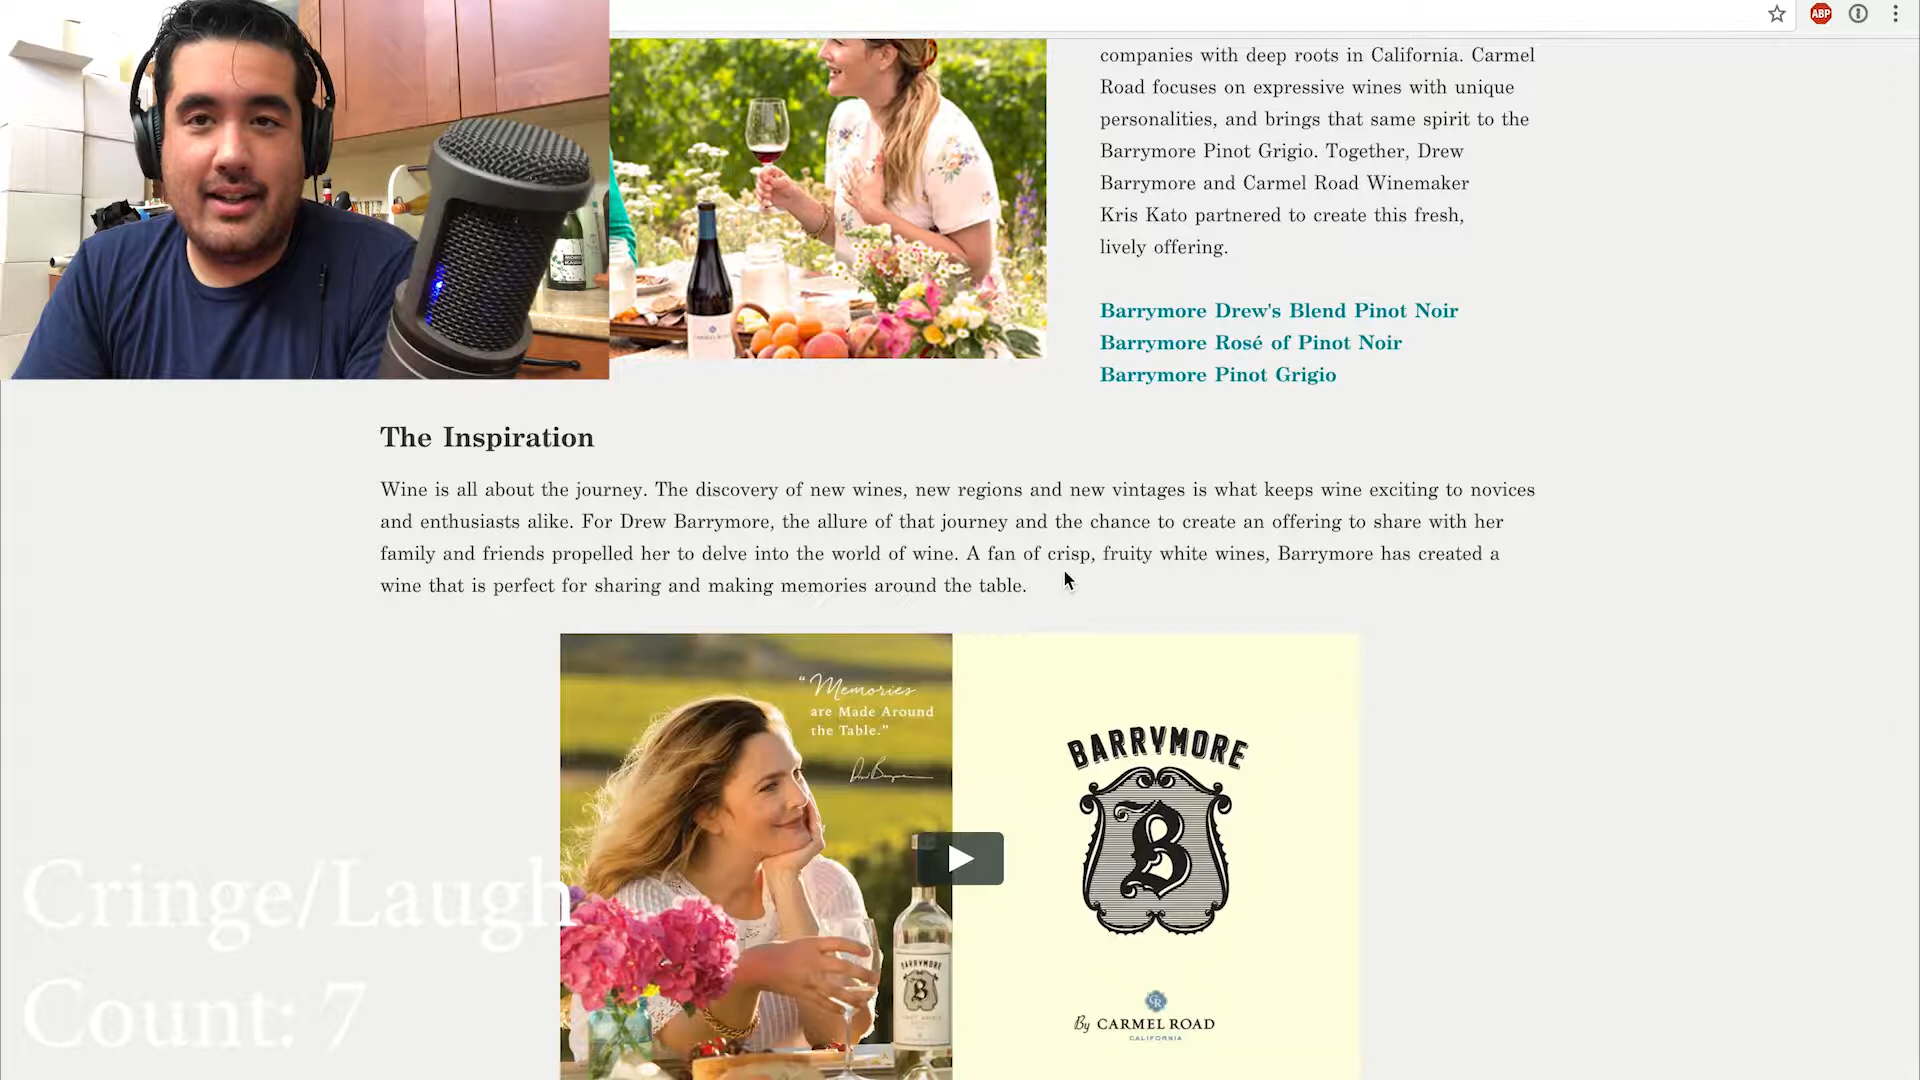 ABP
companies with deep roots in California. Carmel
Road focuses on expressive wines with unique
personalities, and brings that same spirit to the
Barrymore Pinot Grigio. Together, Drew
Barrymore and Carmel Road Winemaker
Kris Kato partnered to create this fresh,
lively offering.
Barrymore Drew's Blend Pinot Noir
Barrymore Rosé of Pinot Noir
Barrymore Pinot Grigio
CARMEL ROAD
The Inspiration
Wine is all about the journey. The discovery of new wines, new regions and new vintages is what keeps wine exciting to novices
and enthusiasts alike. For Drew Barrymore, the allure of that journey and the chance to create an offering to share with her
family and friends propelled her to delve into the world of wine. A fan of crisp, fruity white wines, Barrymore has created a
wine that is perfect for sharing and making memories around the table.
“Memories
are Made Around
the Table.”
BARRYMORE
B
CR
By CARMEL ROAD
CALIFORNIA
BARRYMORE
B
PINOT GRIGIO
Cringe/Laugh
Count: 7